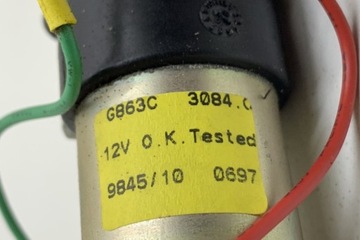 G863C 3084.C
12V O.K. Tested
9845/10 0697